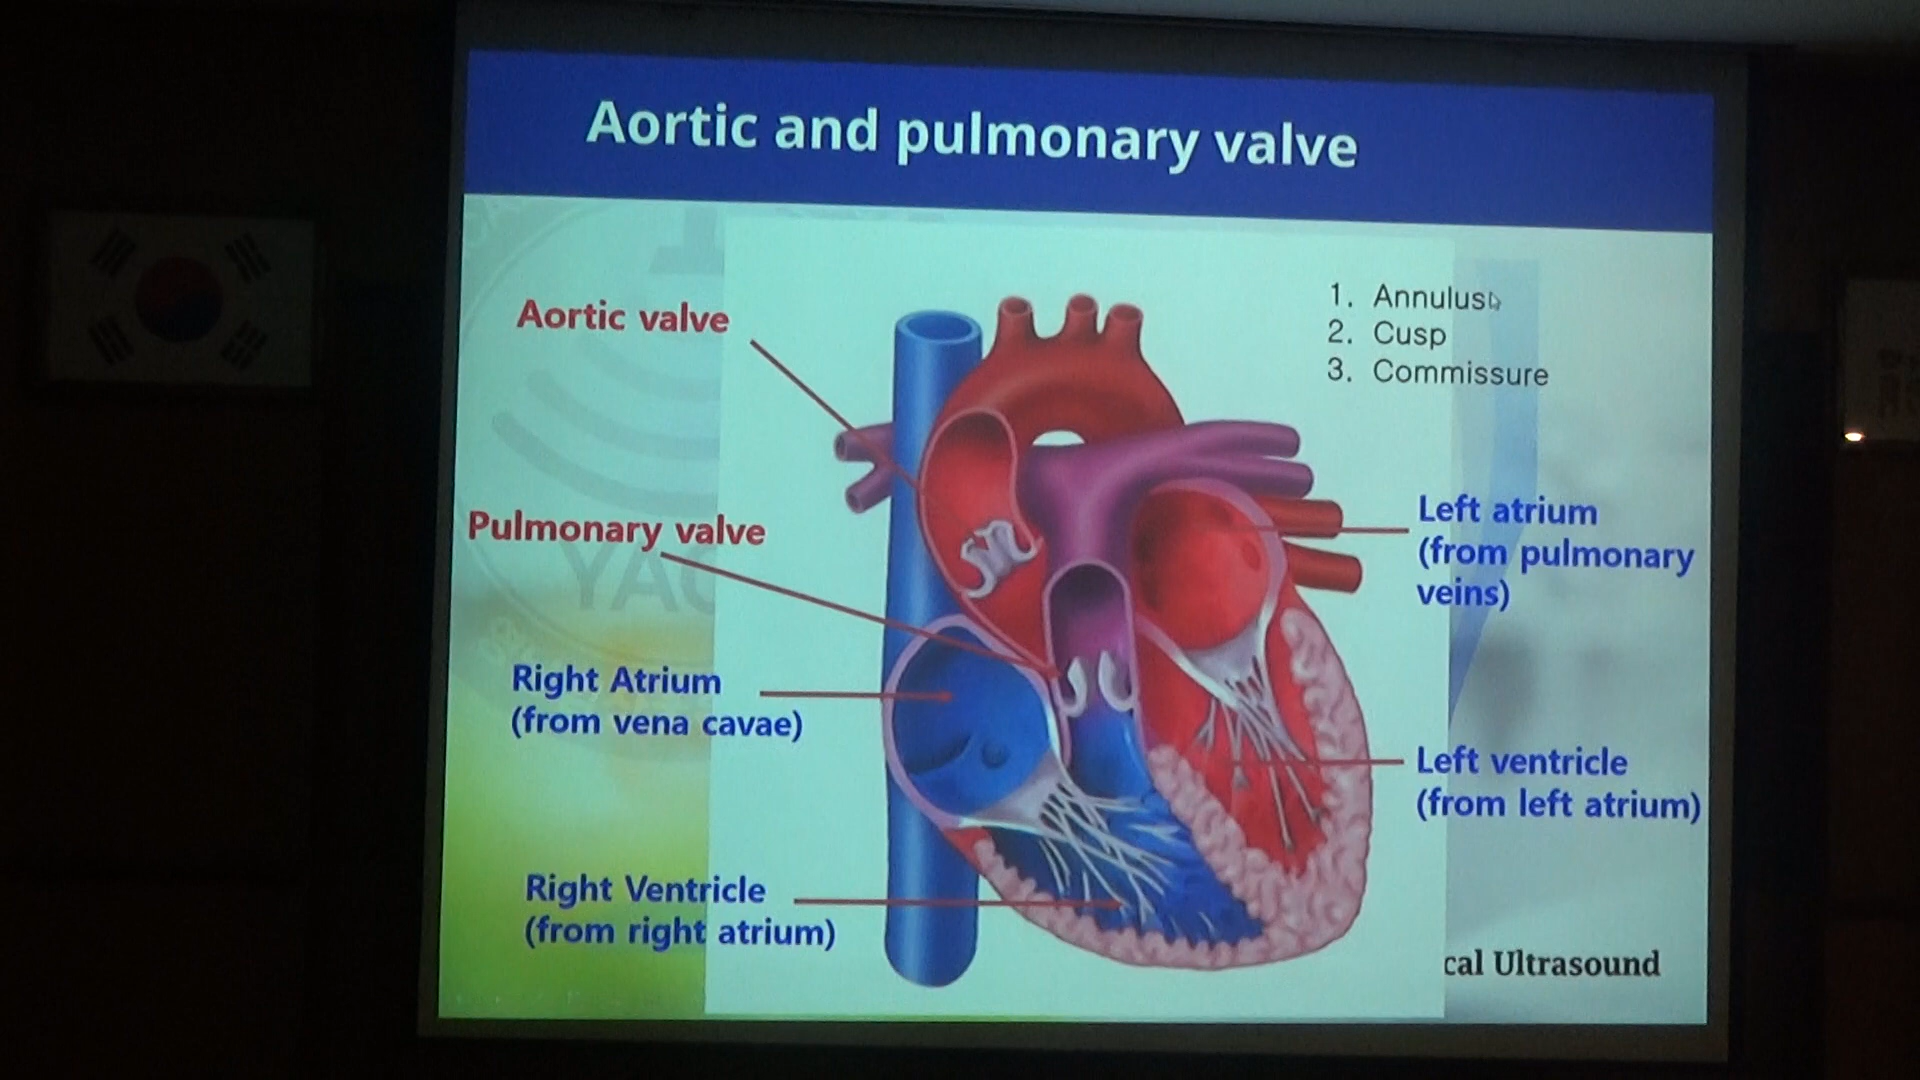 Aortic and pulmonary valve
1. Annulus
2. Cusp
3. Commissure
Aortic valve
Pulmonary valve
Right Atrium
(from vena cavae)
Right Ventricle
(from right atrium)
Left atrium
(from pulmonary
veins)
Left ventricle
(from left atrium)
cal Ultrasound